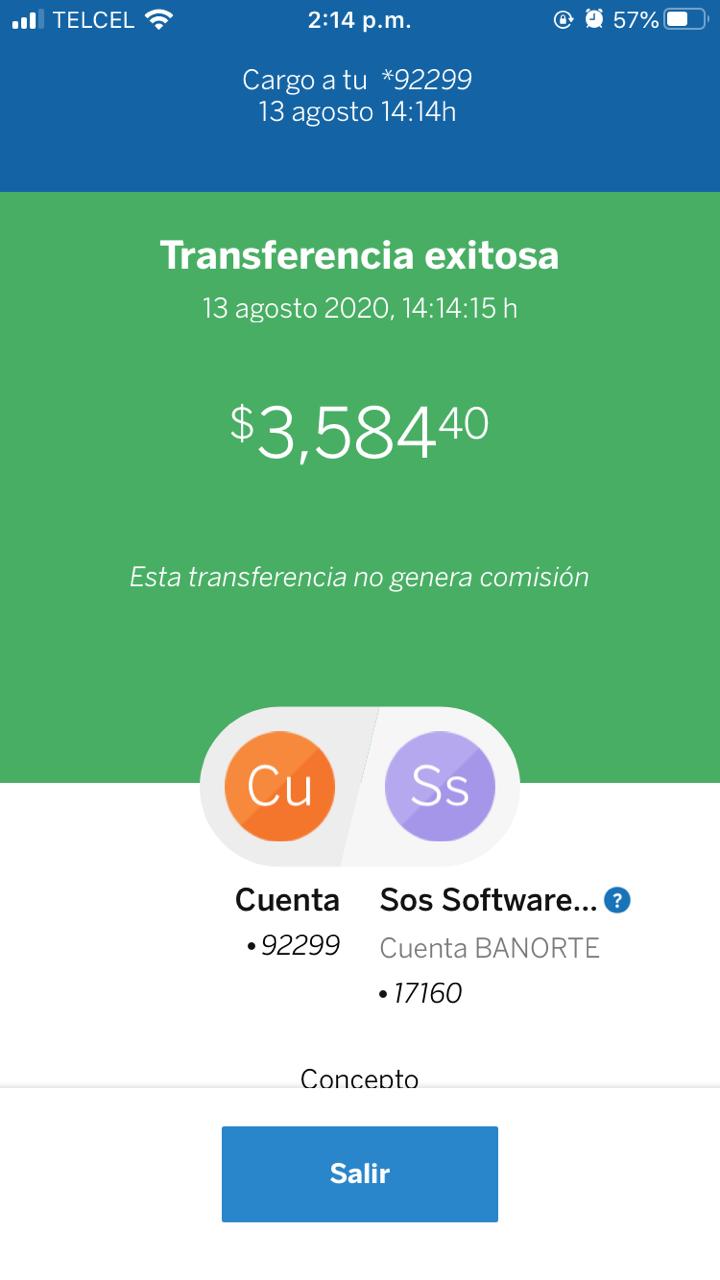 TELCEL 2:14 p.m. 57%
Cargo a tu *92299
13 agosto 14:14h
Transferencia exitosa
13 agosto 2020, 14:14:15 h
$3,584 40
Esta transferencia no genera comisión
Cu Ss
Cuenta Sos Software... ?
•92299 Cuenta BANORTE
•17160
Concepto
Salir